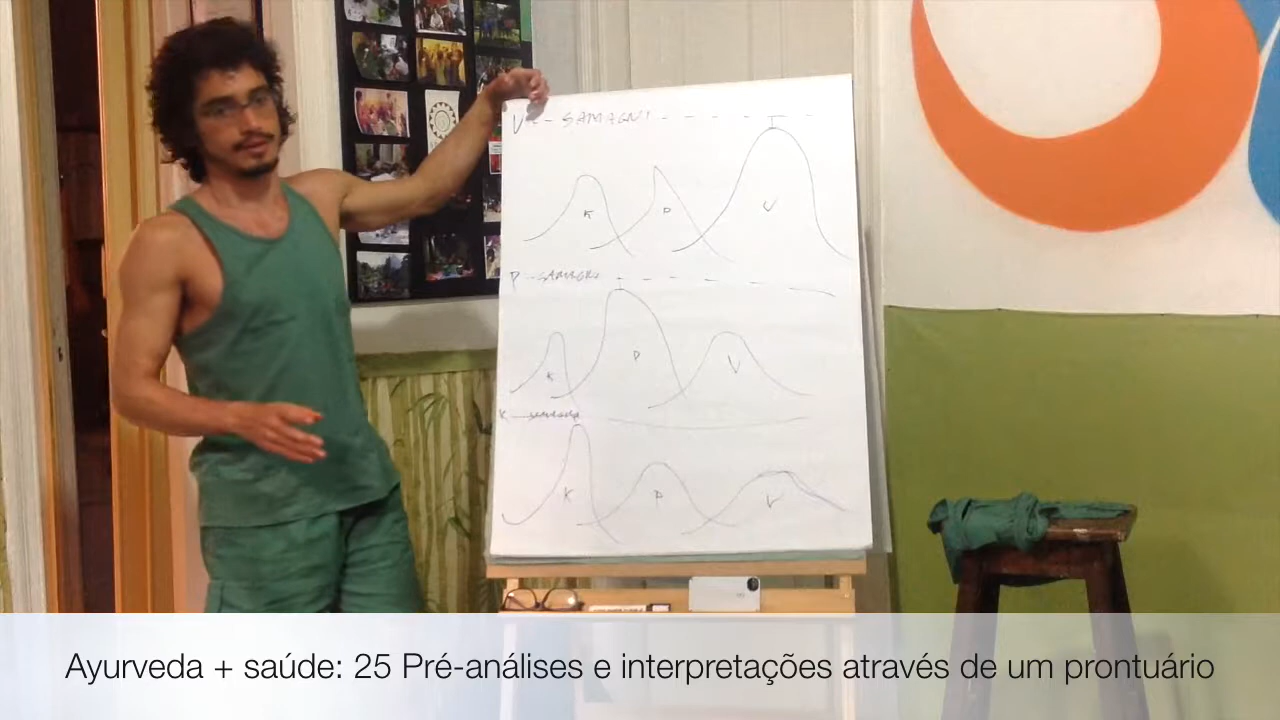 V - - SAMAGNI
K P V
P - SAMAGNI
K P V
K
K P V
Ayurveda + saúde: 25 Pré-análises e interpretações através de um prontuário